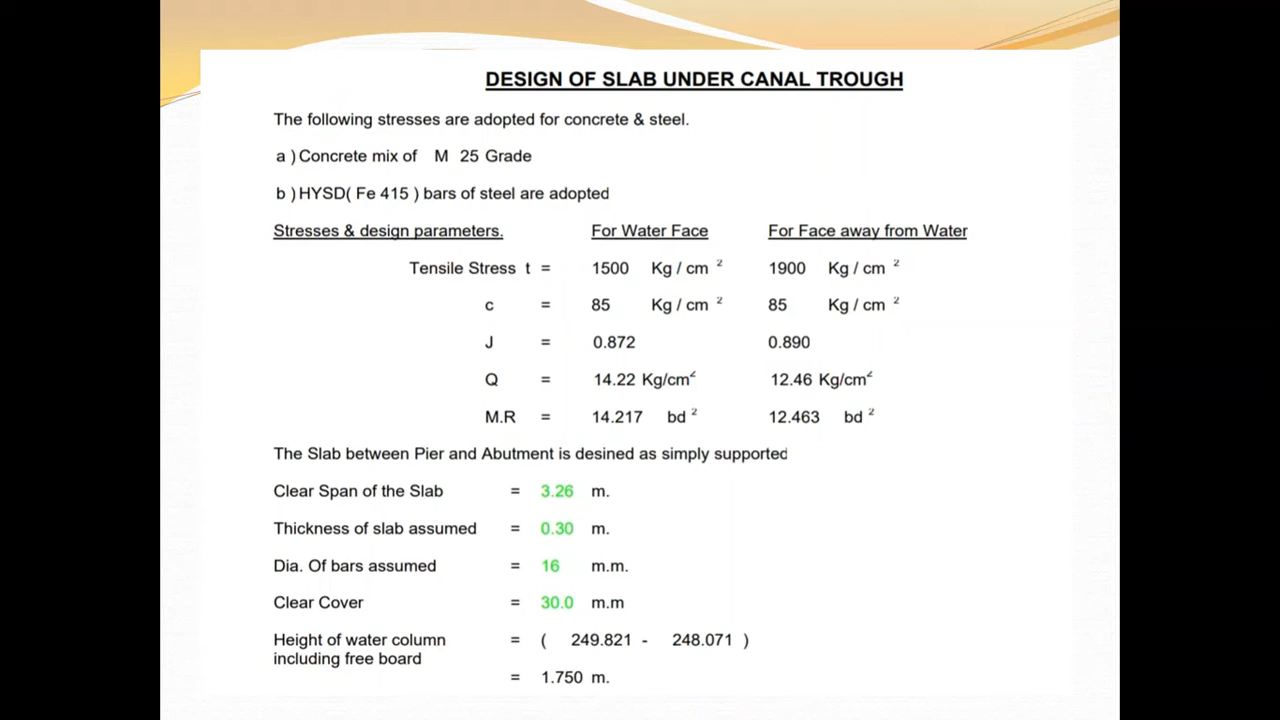 DESIGN OF SLAB UNDER CANAL TROUGH
The following stresses are adopted for concrete & steel.
a ) Concrete mix of M 25 Grade
b ) HYSD( Fe 415 ) bars of steel are adopted
Stresses & design parameters. For Water Face For Face away from Water
Tensile Stress t = 1500 Kg / cm ² 1900 Kg / cm ²
c = 85 Kg / cm ² 85 Kg / cm ²
J = 0.872 0.890
Q = 14.22 Kg/cm² 12.46 Kg/cm²
M.R = 14.217 bd ² 12.463 bd ²
The Slab between Pier and Abutment is desined as simply supported
Clear Span of the Slab = 3.26 m.
Thickness of slab assumed = 0.30 m.
Dia. Of bars assumed = 16 m.m.
Clear Cover = 30.0 m.m
Height of water column = ( 249.821 - 248.071 )
including free board
= 1.750 m.